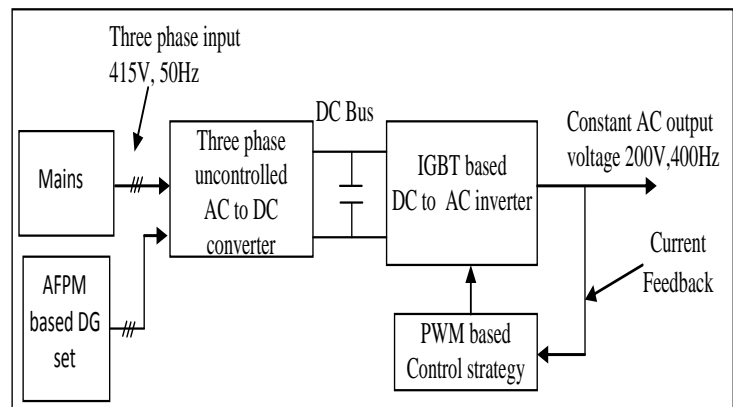 Three phase input
415V, 50Hz
Mains
AFPM
based DG
set
Three phase
uncontrolled
AC to DC
converter
DC Bus
IGBT based
DC to AC inverter
PWM based
Control strategy
Constant AC output
voltage 200V,400Hz
Current
Feedback